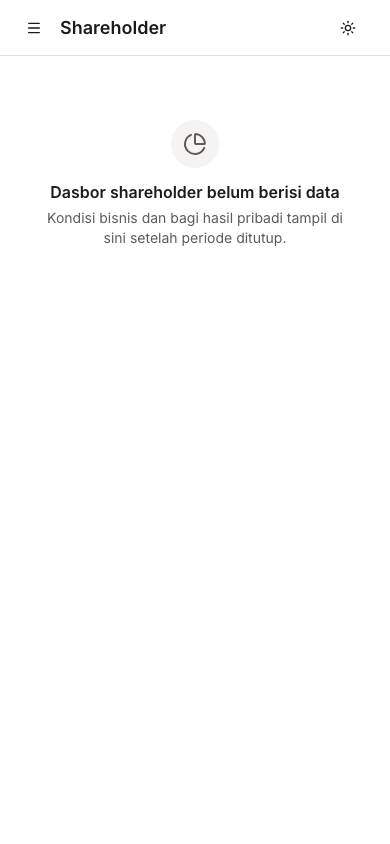 Shareholder
Dasbor shareholder belum berisi data
Kondisi bisnis dan bagi hasil pribadi tampil di
sini setelah periode ditutup.